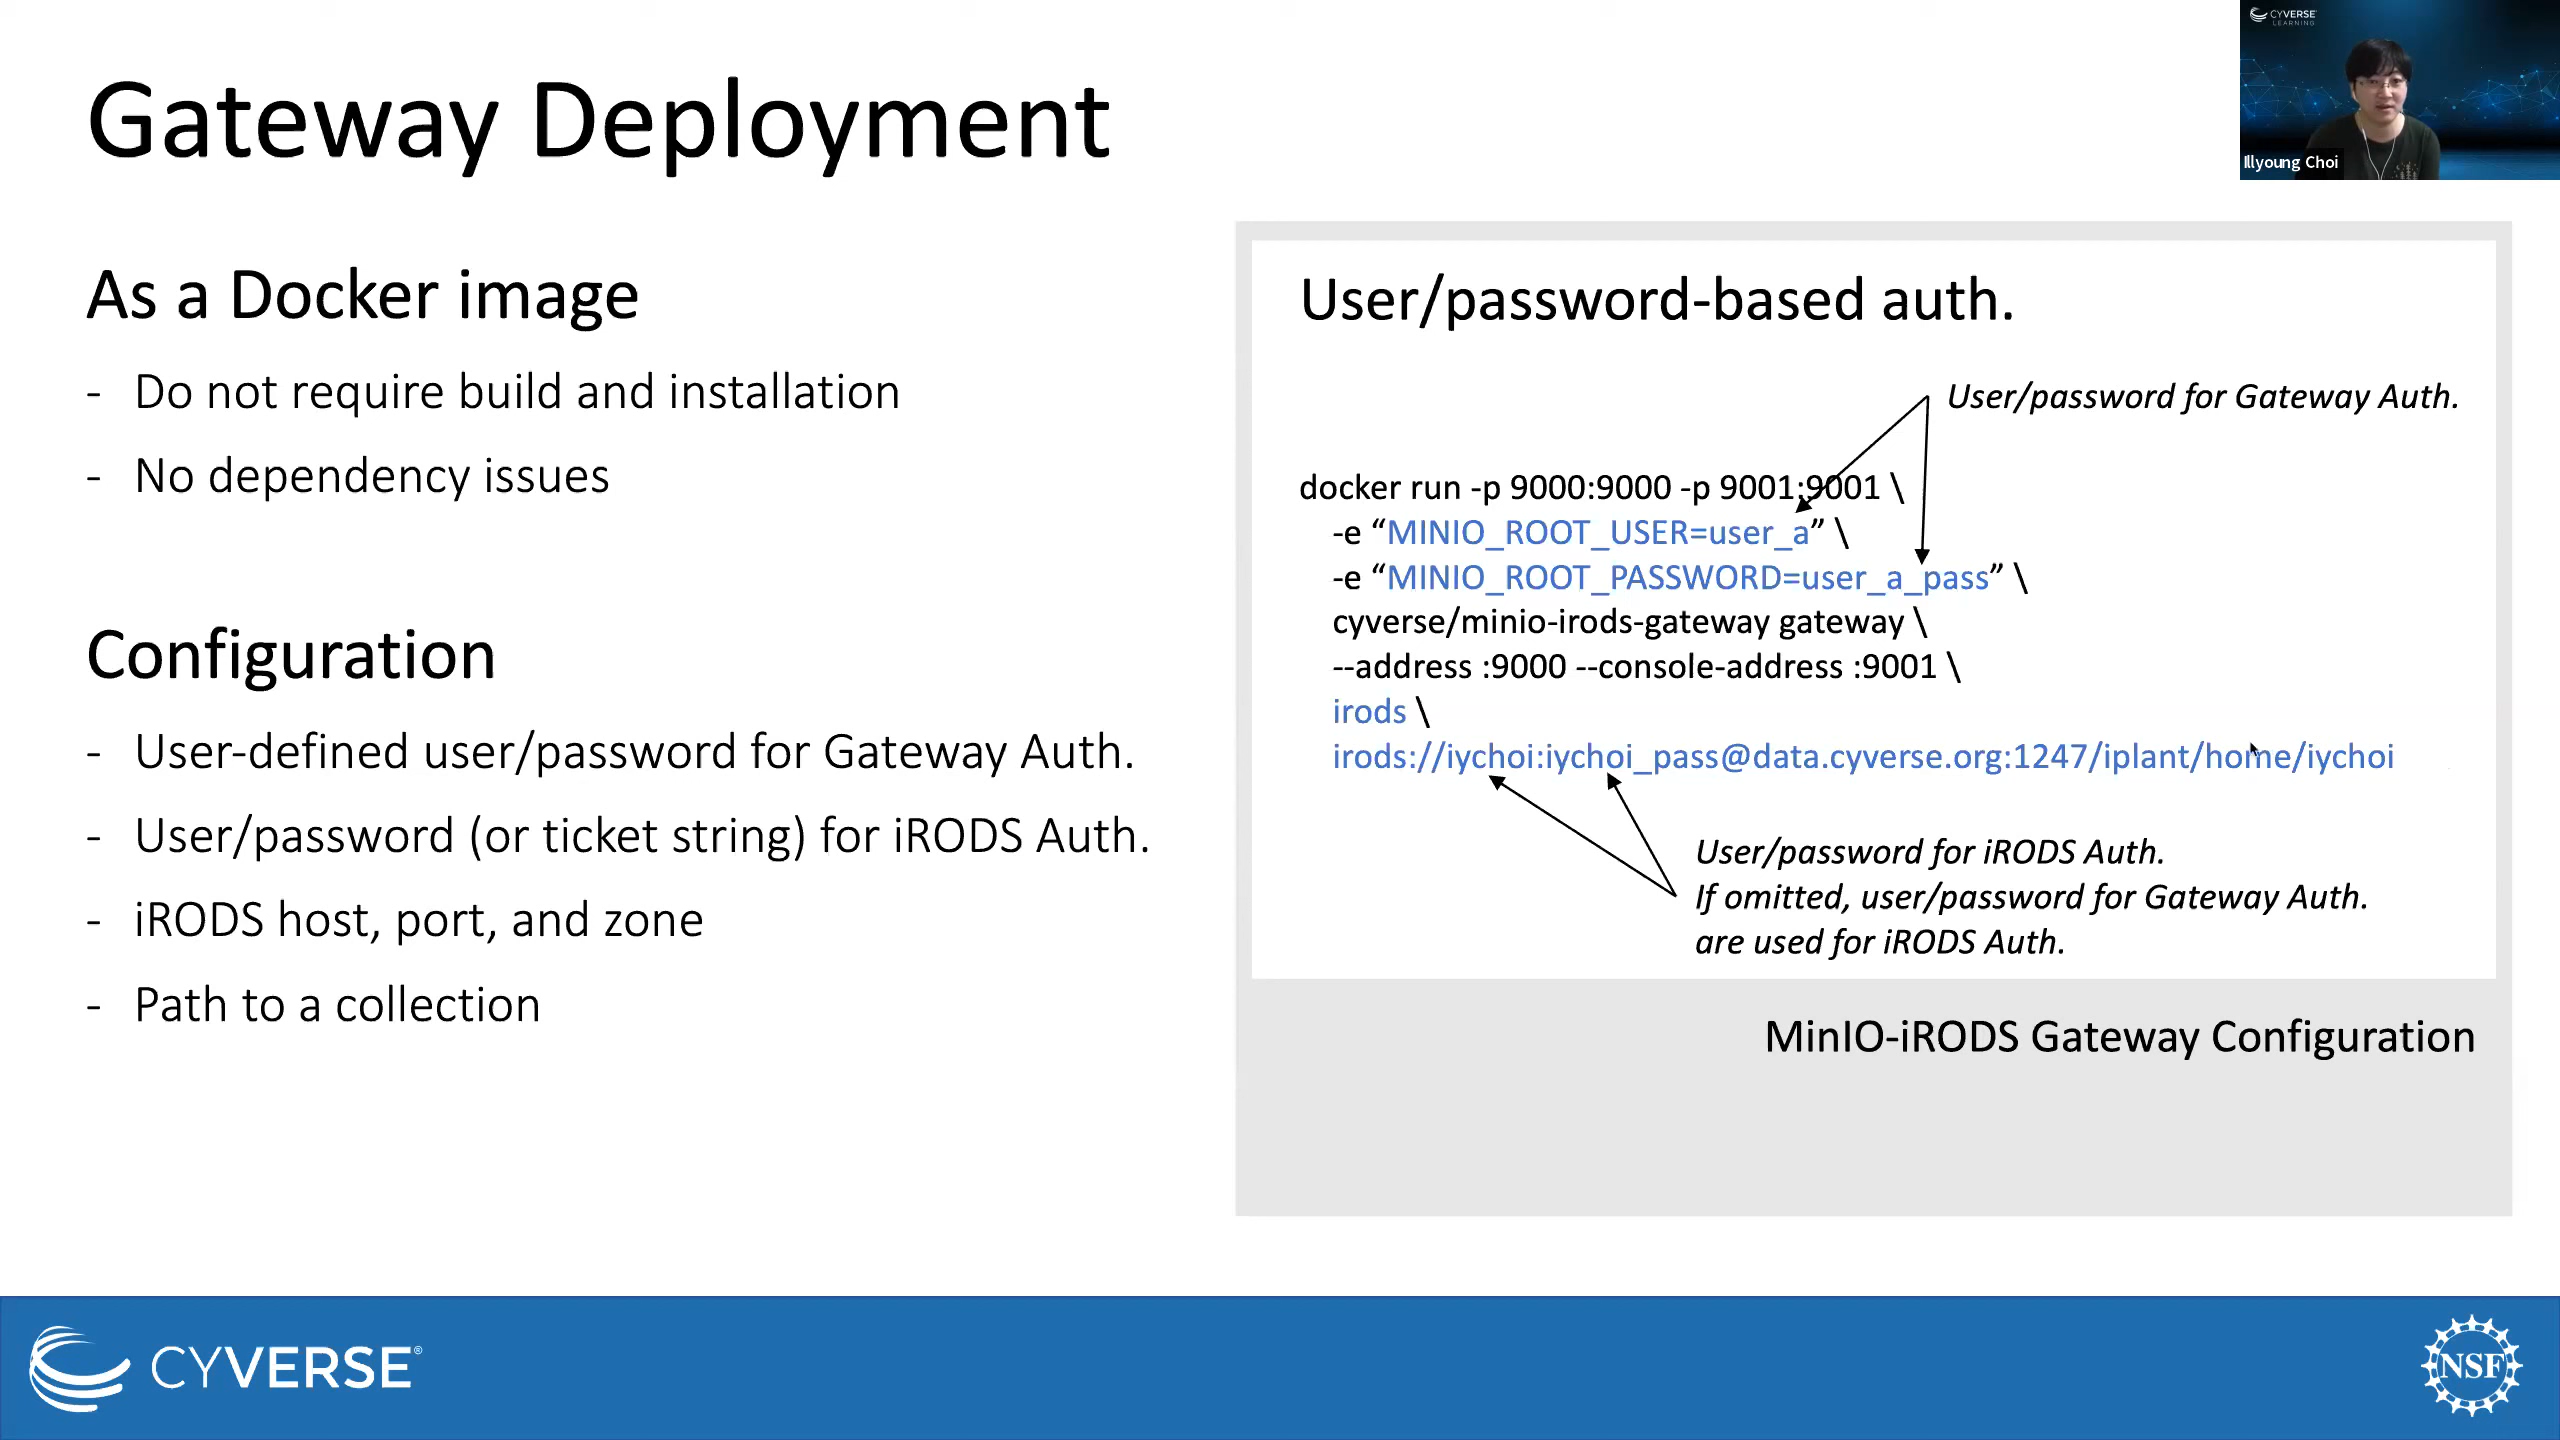 Gateway Deployment
CYVERSE
LEARNING
Illyoung Choi
As a Docker image
- Do not require build and installation
- No dependency issues
Configuration
- User-defined user/password for Gateway Auth.
- User/password (or ticket string) for iRODS Auth.
- iRODS host, port, and zone
- Path to a collection
User/password-based auth.
User/password for Gateway Auth.
docker run -p 9000:9000 -p 9001:9001 \
-e “MINIO_ROOT_USER=user_a” \
-e “MINIO_ROOT_PASSWORD=user_a_pass” \
cyverse/minio-irods-gateway gateway \
--address :9000 --console-address :9001 \
irods \
irods://iychoi:iychoi_pass@data.cyverse.org:1247/iplant/home/iychoi
User/password for iRODS Auth.
If omitted, user/password for Gateway Auth.
are used for iRODS Auth.
MinIO-iRODS Gateway Configuration
CYVERSE®
NSF